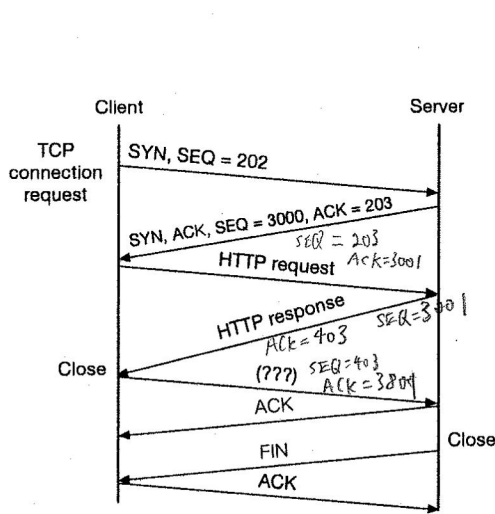 Client Server
TCP
connection
request
SYN, SEQ = 202
SYN, ACK, SEQ = 3000, ACK = 203
SEQ = 203
ACK=3001
HTTP request
HTTP response
SEQ=3001
ACK=403
Close
(???)
SEQ=403
ACK=3801
ACK
FIN
Close
ACK